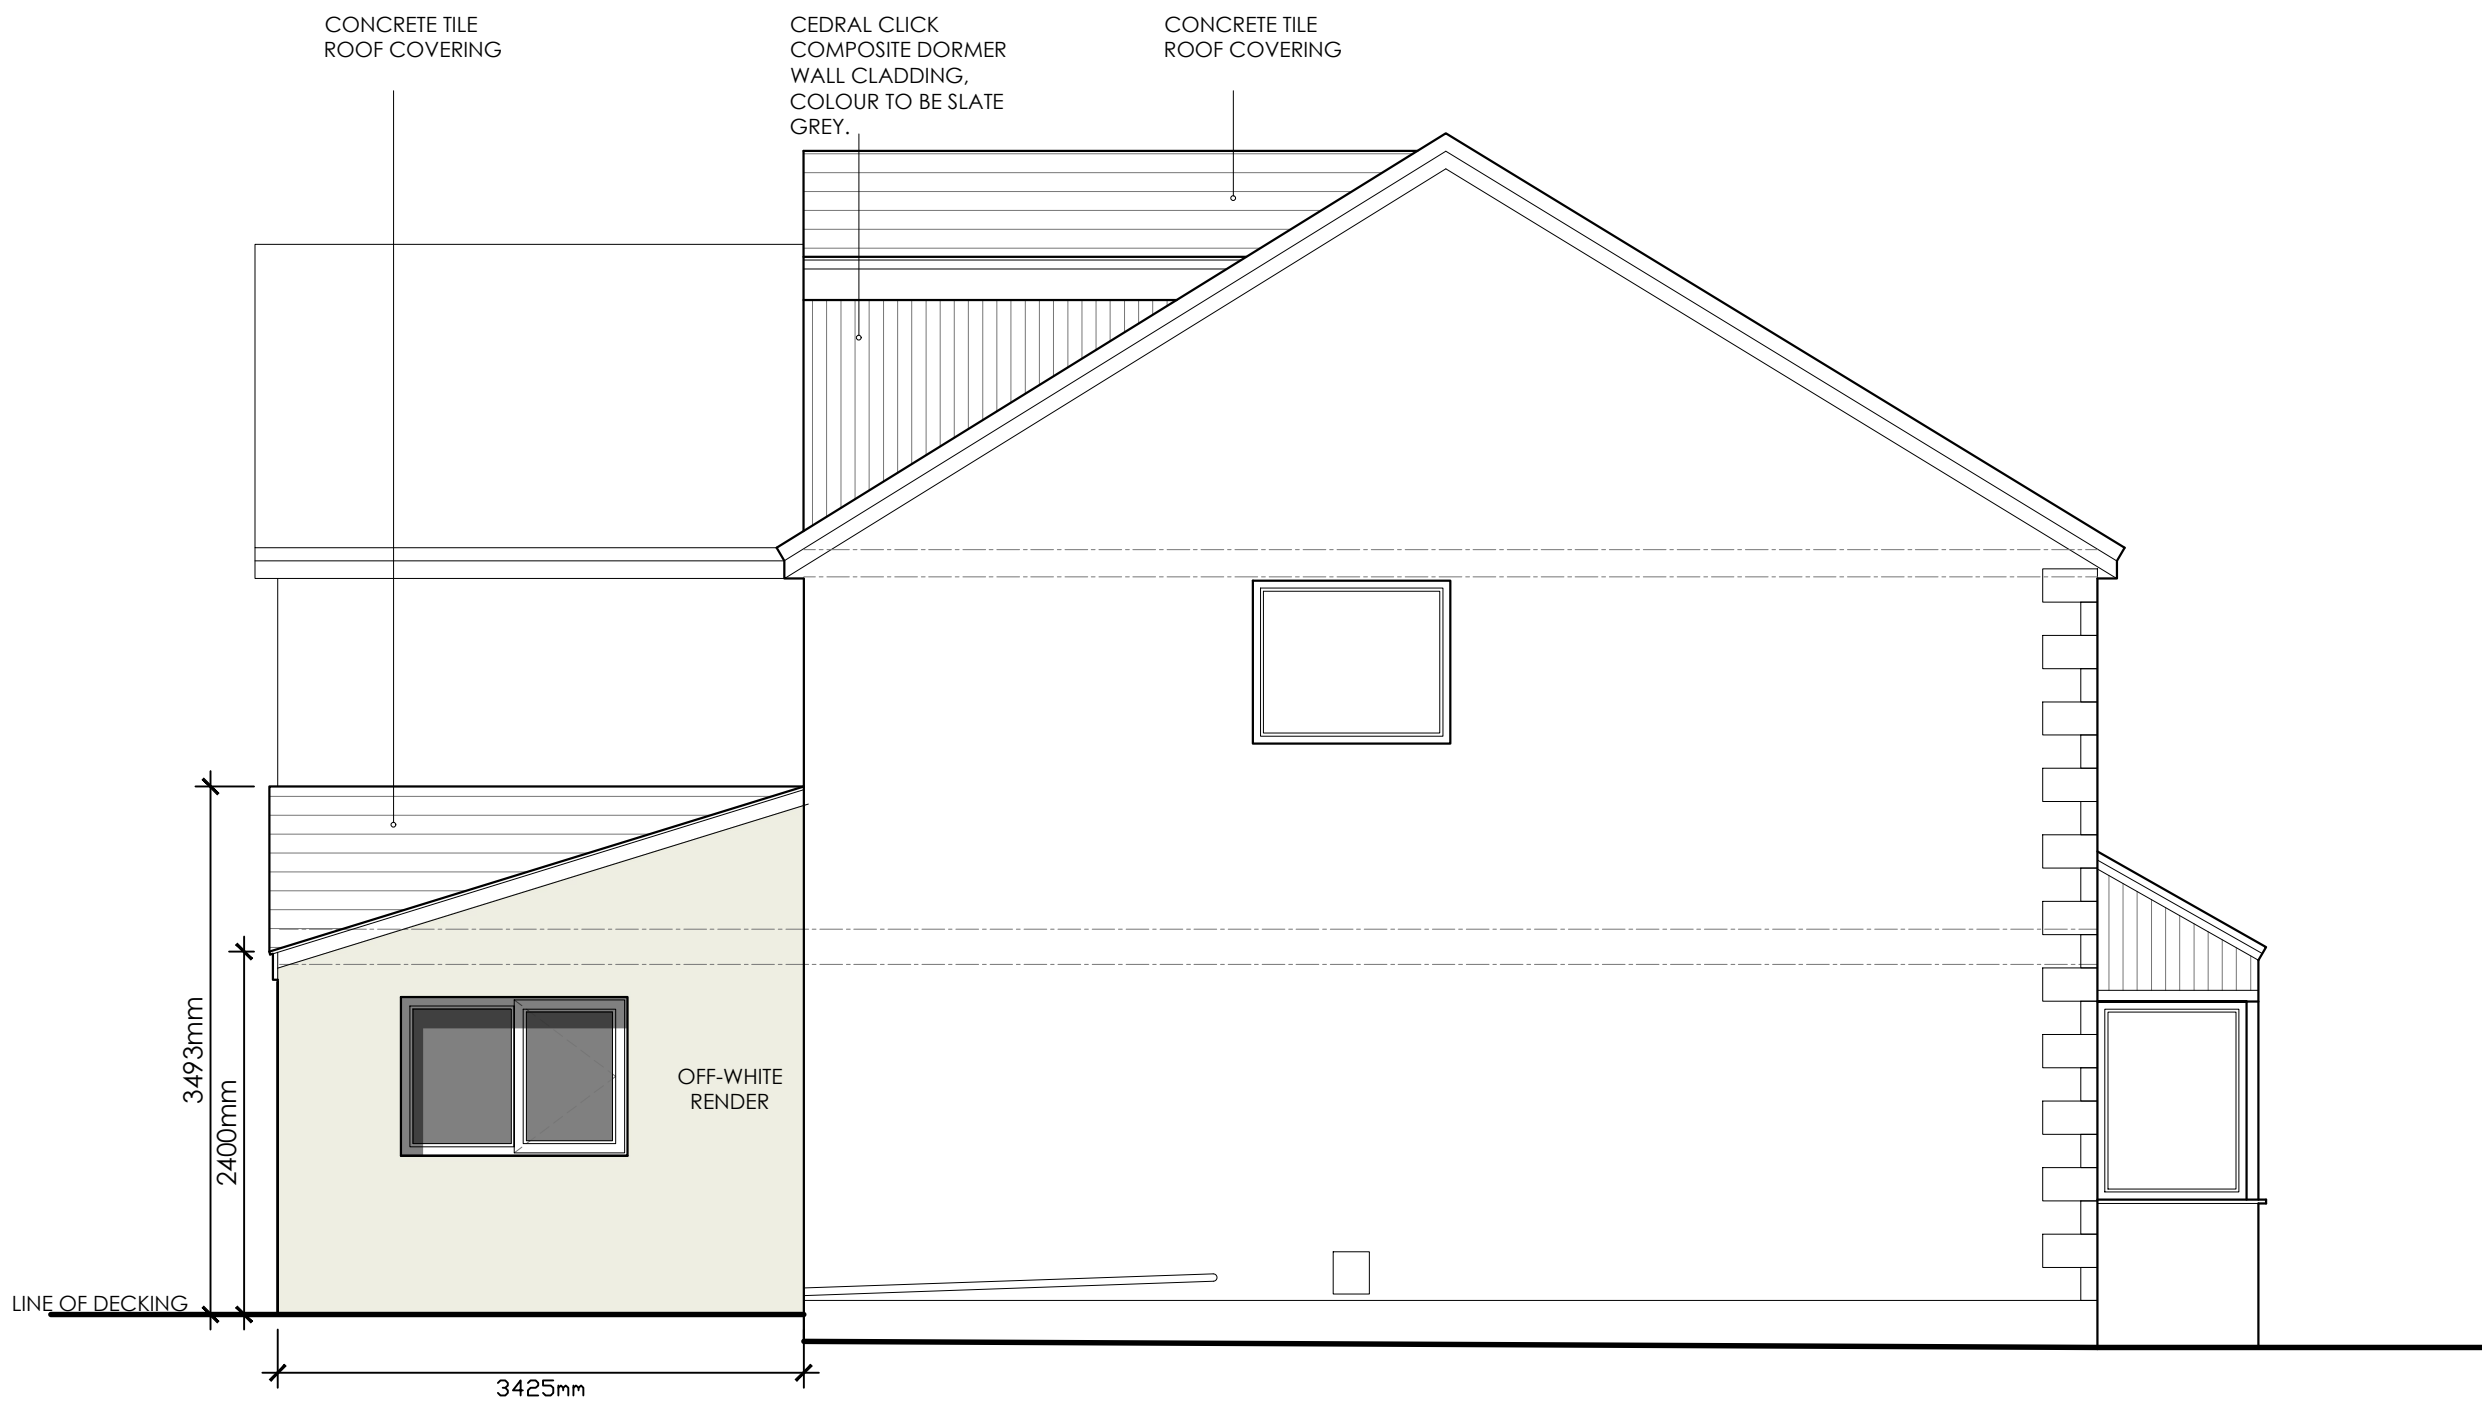 CONCRETE TILE
ROOF COVERING
CEDRAL CLICK
COMPOSITE DORMER
WALL CLADDING,
COLOUR TO BE SLATE
GREY.
CONCRETE TILE
ROOF COVERING
3493mm
2400mm
OFF-WHITE
RENDER
LINE OF DECKING
3425mm